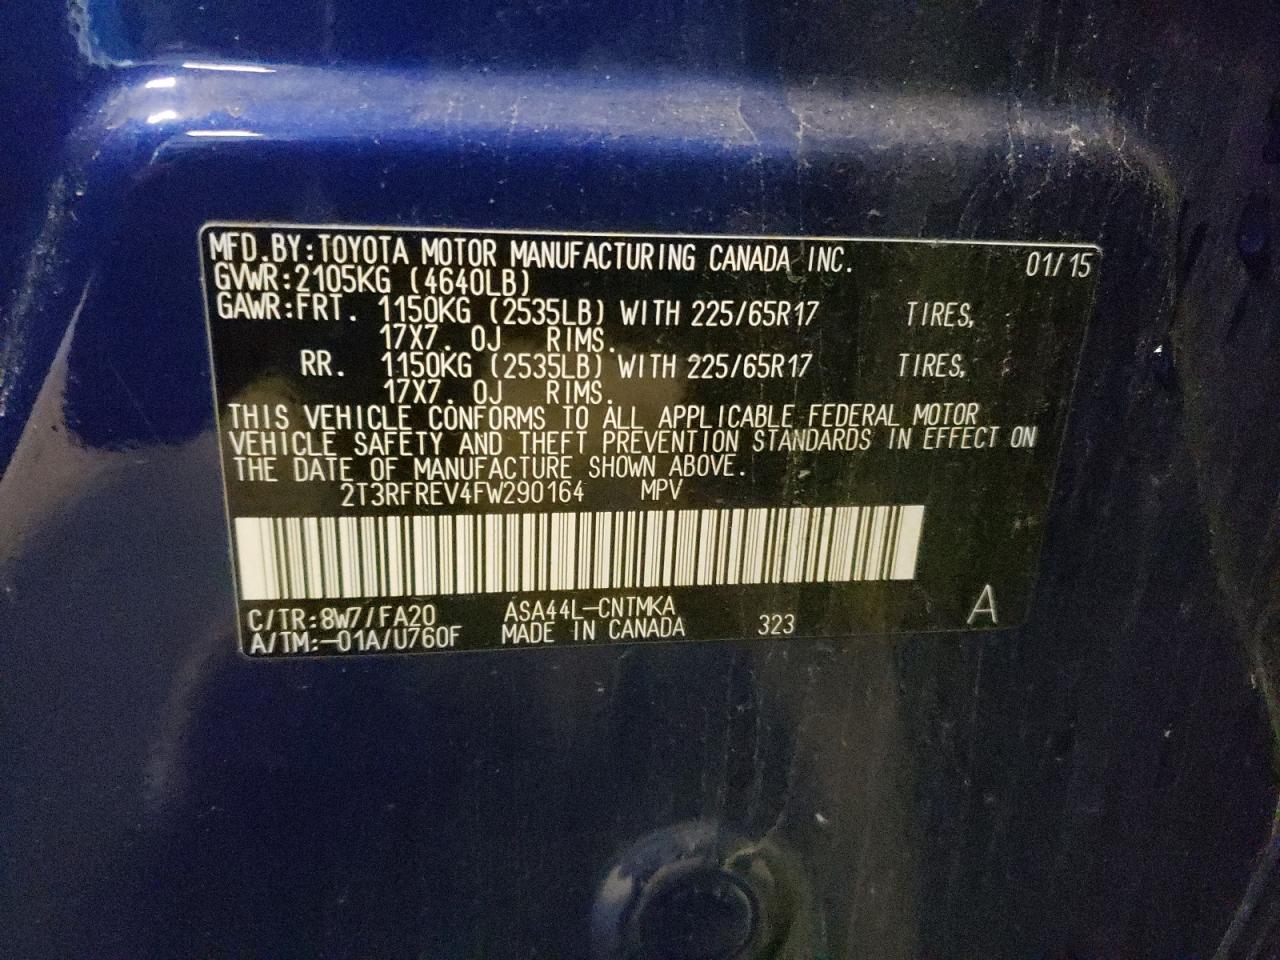 MFD.BY:TOYOTA MOTOR MANUFACTURING CANADA INC. 01/15
GVWR:2105KG (4640LB)
GAWR:FRT. 1150KG (2535LB) WITH 225/65R17 TIRES,
17X7.0J RIMS.
RR. 1150KG (2535LB) WITH 225/65R17 TIRES,
17X7.0J RIMS.
THIS VEHICLE CONFORMS TO ALL APPLICABLE FEDERAL MOTOR
VEHICLE SAFETY AND THEFT PREVENTION STANDARDS IN EFFECT ON
THE DATE OF MANUFACTURE SHOWN ABOVE.
2T3RFREV4FW290164 MPV
C/TR:8W7/FA20 ASA44L-CNTMKA
A/TM:-01A/U760F MADE IN CANADA 323 A